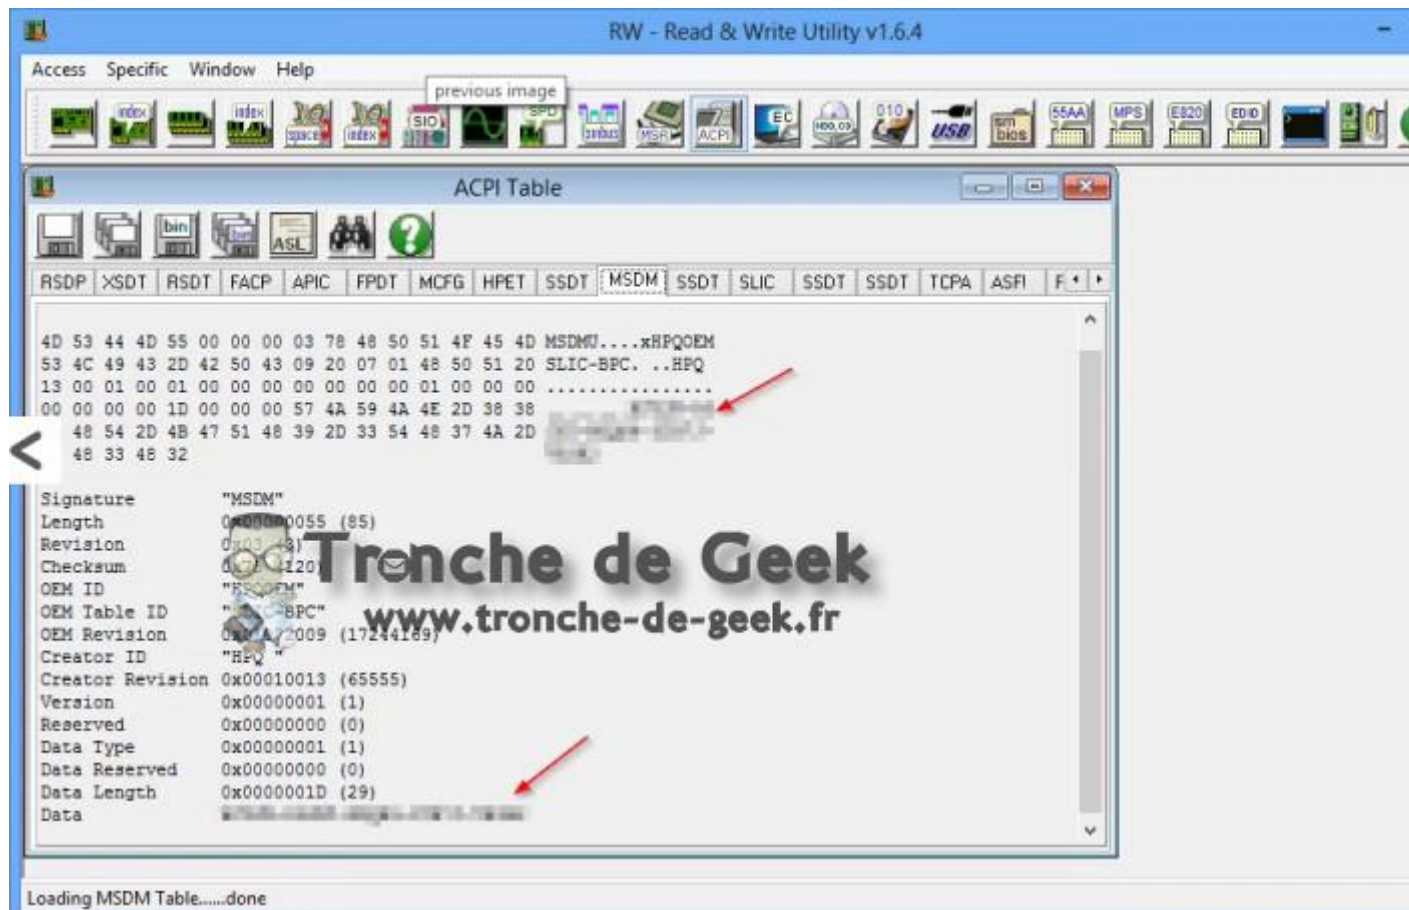 RW - Read & Write Utility v1.6.4
Access Specific Window Help
previous image
index index space index SIO SPD smbus MSR ACPI EC HDD,CD 010 USB sm bios 55AA MPS E820 EDID
ACPI Table
bin bin ASL
RSDP XSDT RSDT FACP APIC FPDT MCFG HPET SSDT MSDM SSDT SLIC SSDT SSDT TCPA ASF! F
4D 53 44 4D 55 00 00 00 03 78 48 50 51 4F 45 4D MSDMU....xHPQOEM
53 4C 49 43 2D 42 50 43 09 20 07 01 48 50 51 20 SLIC-BPC. ..HPQ
13 00 01 00 01 00 00 00 00 00 00 00 01 00 00 00 ................
00 00 00 00 1D 00 00 00 57 4A 59 4A 4E 2D 38 38
48 54 2D 4B 47 51 48 39 2D 33 54 48 37 4A 2D
48 33 48 32
Signature "MSDM"
Length 0x00000055 (85)
Revision
Checksum
OEM ID
OEM Table ID
OEM Revision
Creator ID "HPQ "
Creator Revision 0x00010013 (65555)
Version 0x00000001 (1)
Reserved 0x00000000 (0)
Data Type 0x00000001 (1)
Data Reserved 0x00000000 (0)
Data Length 0x0000001D (29)
Data
Tronche de Geek
www.tronche-de-geek.fr
Loading MSDM Table......done